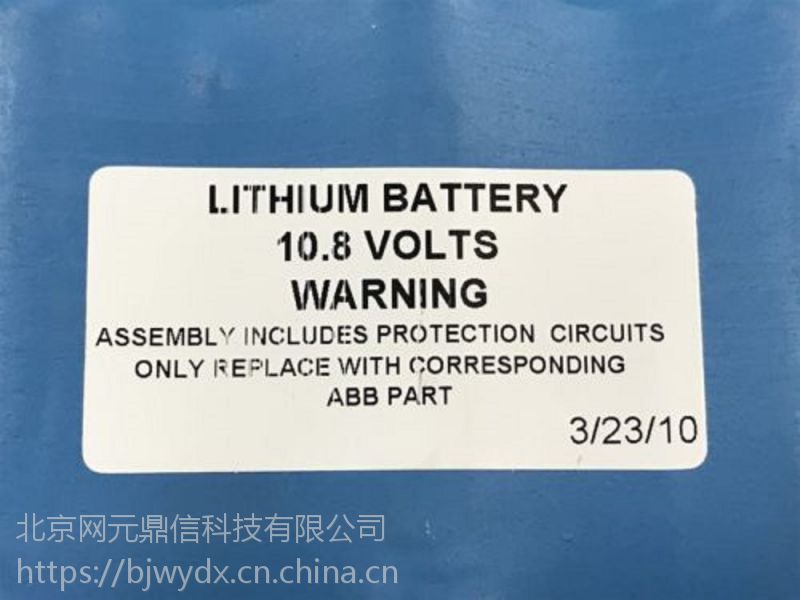 LITHIUM BATTERY
10.8 VOLTS
WARNING
ASSEMBLY INCLUDES PROTECTION CIRCUITS
ONLY REPLACE WITH CORRESPONDING
ABB PART
3/23/10
北京网元鼎信科技有限公司
https://bjwydx.cn.china.cn